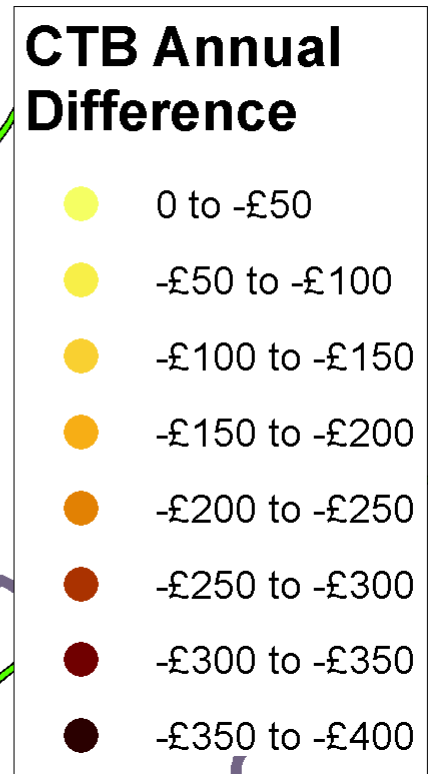 CTB Annual
Difference
0 to -£50
-£50 to -£100
-£100 to -£150
-£150 to -£200
-£200 to -£250
-£250 to -£300
-£300 to -£350
-£350 to -£400